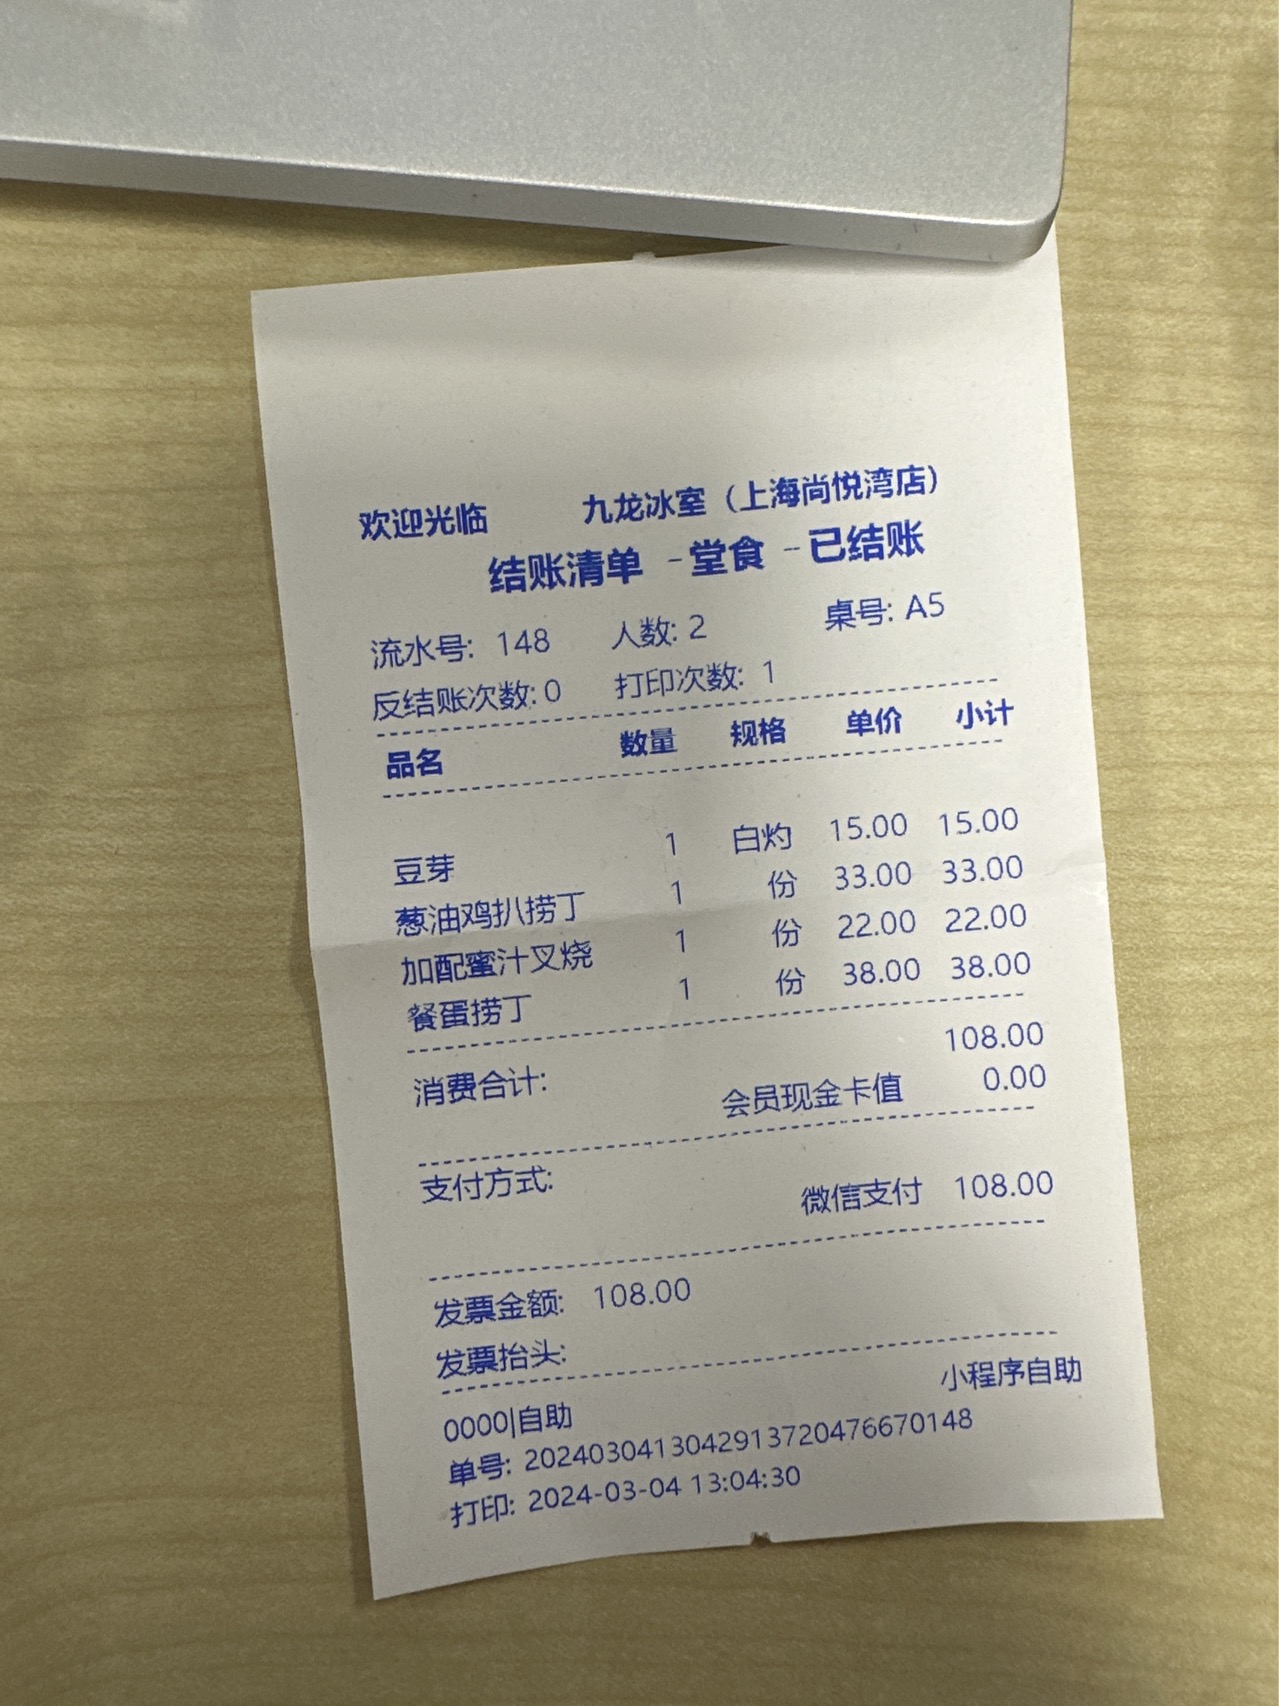 欢迎光临 九龙冰室（上海尚悦湾店）
结账清单 -堂食 -已结账
流水号: 148 人数: 2 桌号: A5
反结账次数: 0 打印次数: 1
品名 数量 规格 单价 小计
豆芽 1 白灼 15.00 15.00
葱油鸡扒捞丁 1 份 33.00 33.00
加配蜜汁叉烧 1 份 22.00 22.00
餐蛋捞丁 1 份 38.00 38.00
消费合计: 108.00
会员现金卡值 0.00
支付方式:
微信支付 108.00
发票金额: 108.00
发票抬头:
0000|自助 小程序自助
单号: 2024030413042913720476670148
打印: 2024-03-04 13:04:30